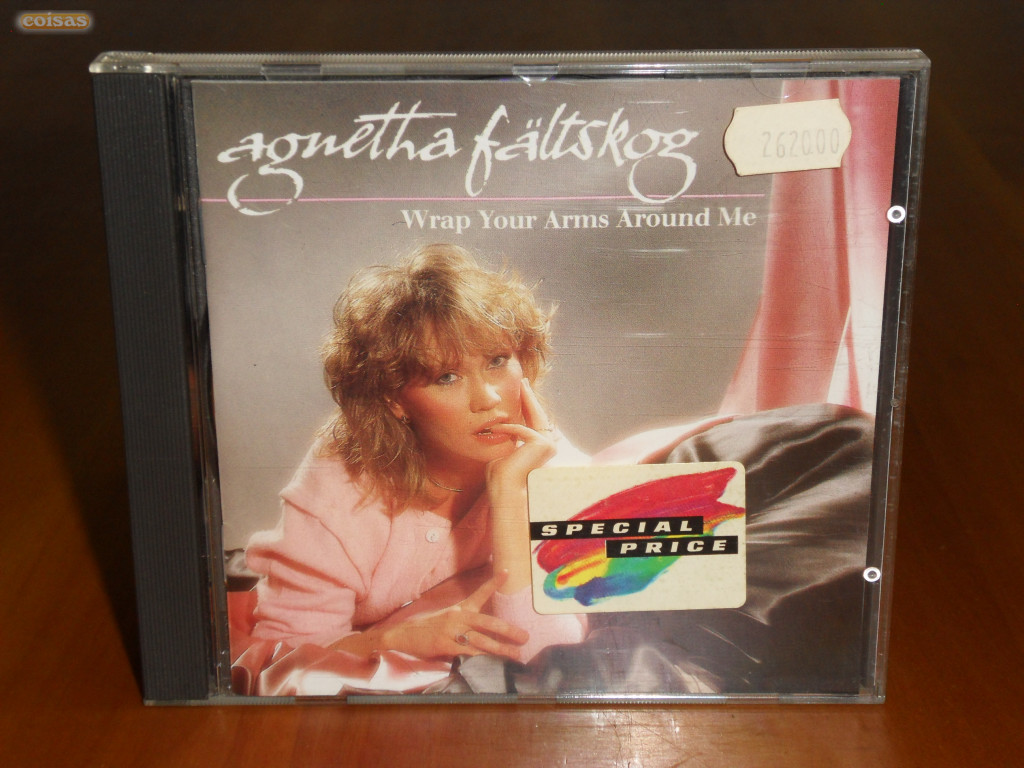 coisas
agnetha fältskog
2620.00
Wrap Your Arms Around Me
SPECIAL
PRICE